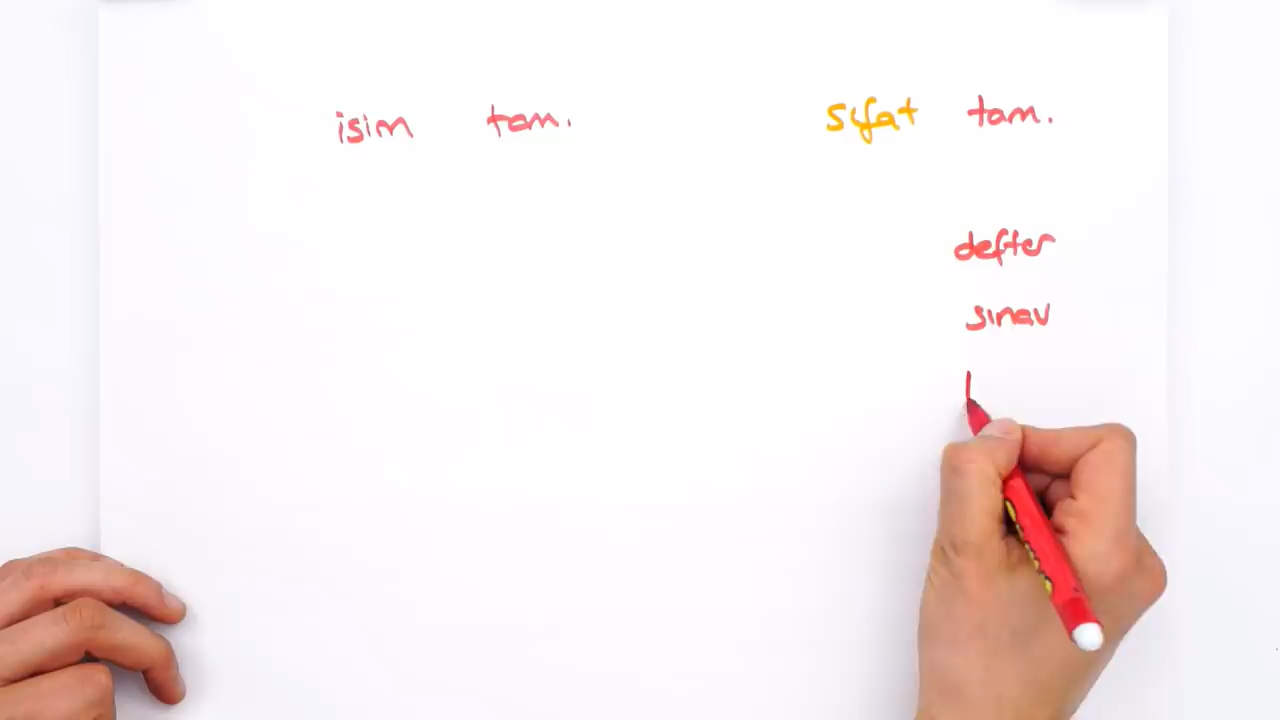 isim tam. sıfat tam.
defter
sınav